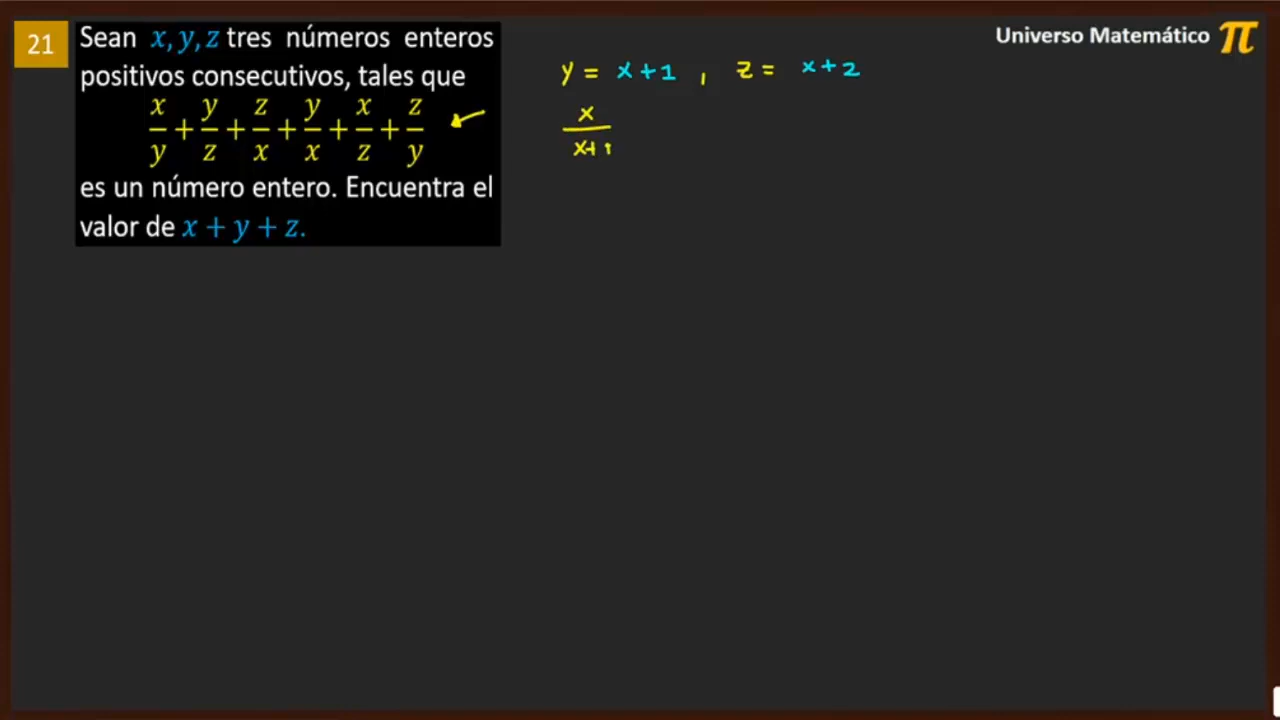 21
Sean x, y, z tres números enteros
positivos consecutivos, tales que
x/y + y/z + z/x + y/x + x/z + z/y
es un número entero. Encuentra el
valor de x + y + z.
y = x+1 , z = x+2
x/x+1
Universo Matemático π